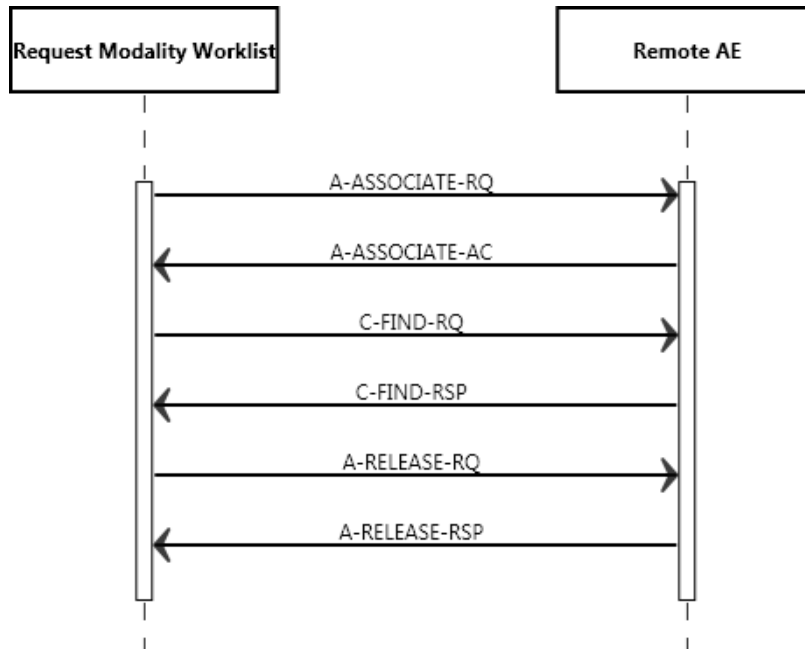 Request Modality Worklist
Remote AE
A-ASSOCIATE-RQ
A-ASSOCIATE-AC
C-FIND-RQ
C-FIND-RSP
A-RELEASE-RQ
A-RELEASE-RSP